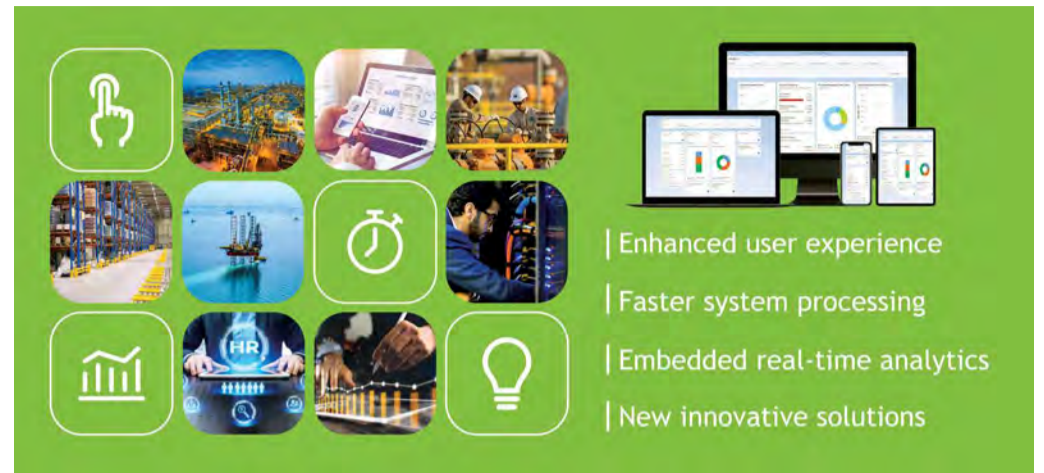 HR
Enhanced user experience
Faster system processing
Embedded real-time analytics
New innovative solutions